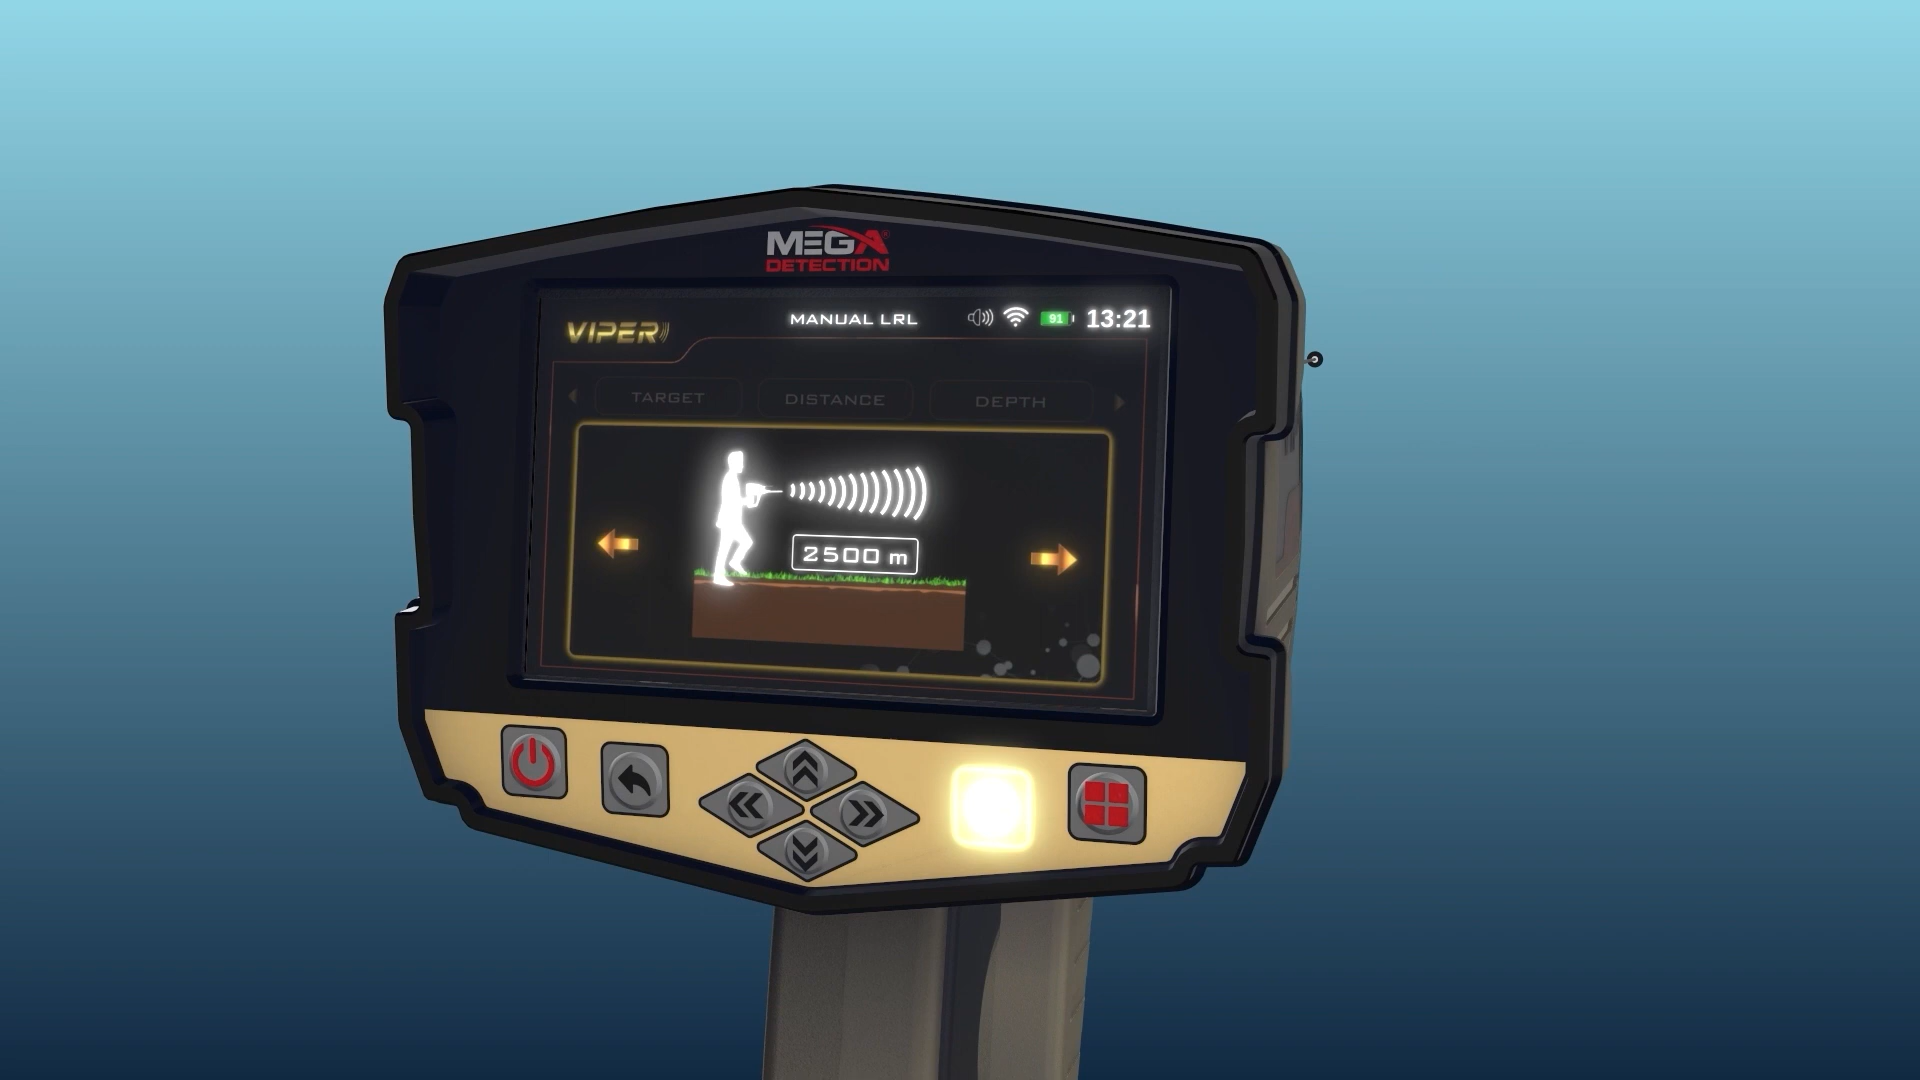 MEGA®
DETECTION
VIPER
MANUAL LRL
91
13:21
TARGET
DISTANCE
DEPTH
2500 m